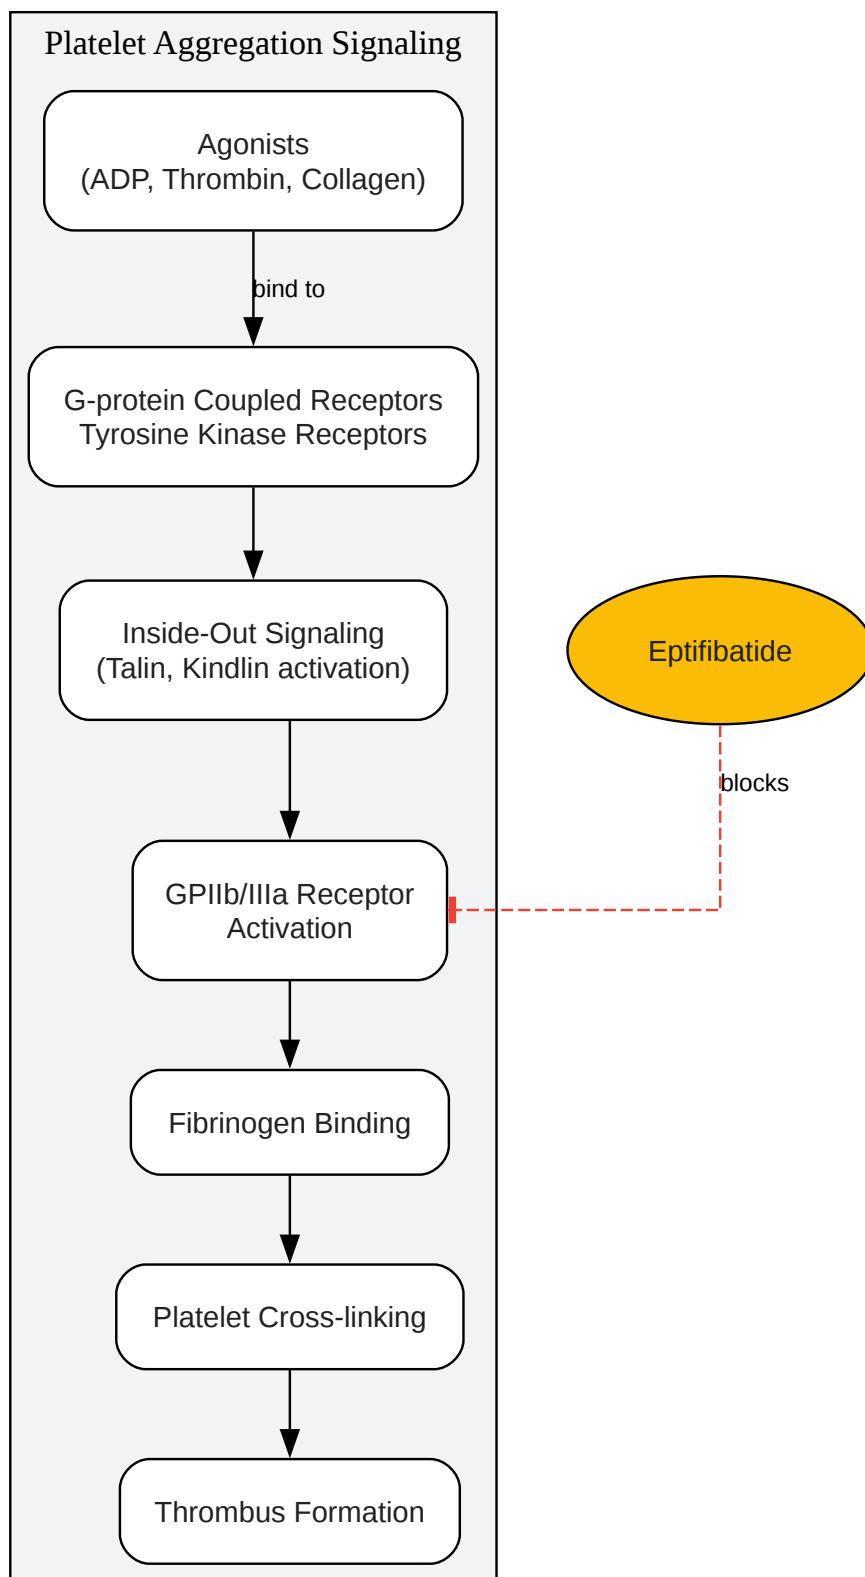 Platelet Aggregation Signaling
Agonists
(ADP, Thrombin, Collagen)
bind to
G-protein Coupled Receptors
Tyrosine Kinase Receptors
Inside-Out Signaling
(Talin, Kindlin activation)
Eptifibatide
blocks
GPIIb/IIIa Receptor
Activation
Fibrinogen Binding
Platelet Cross-linking
Thrombus Formation